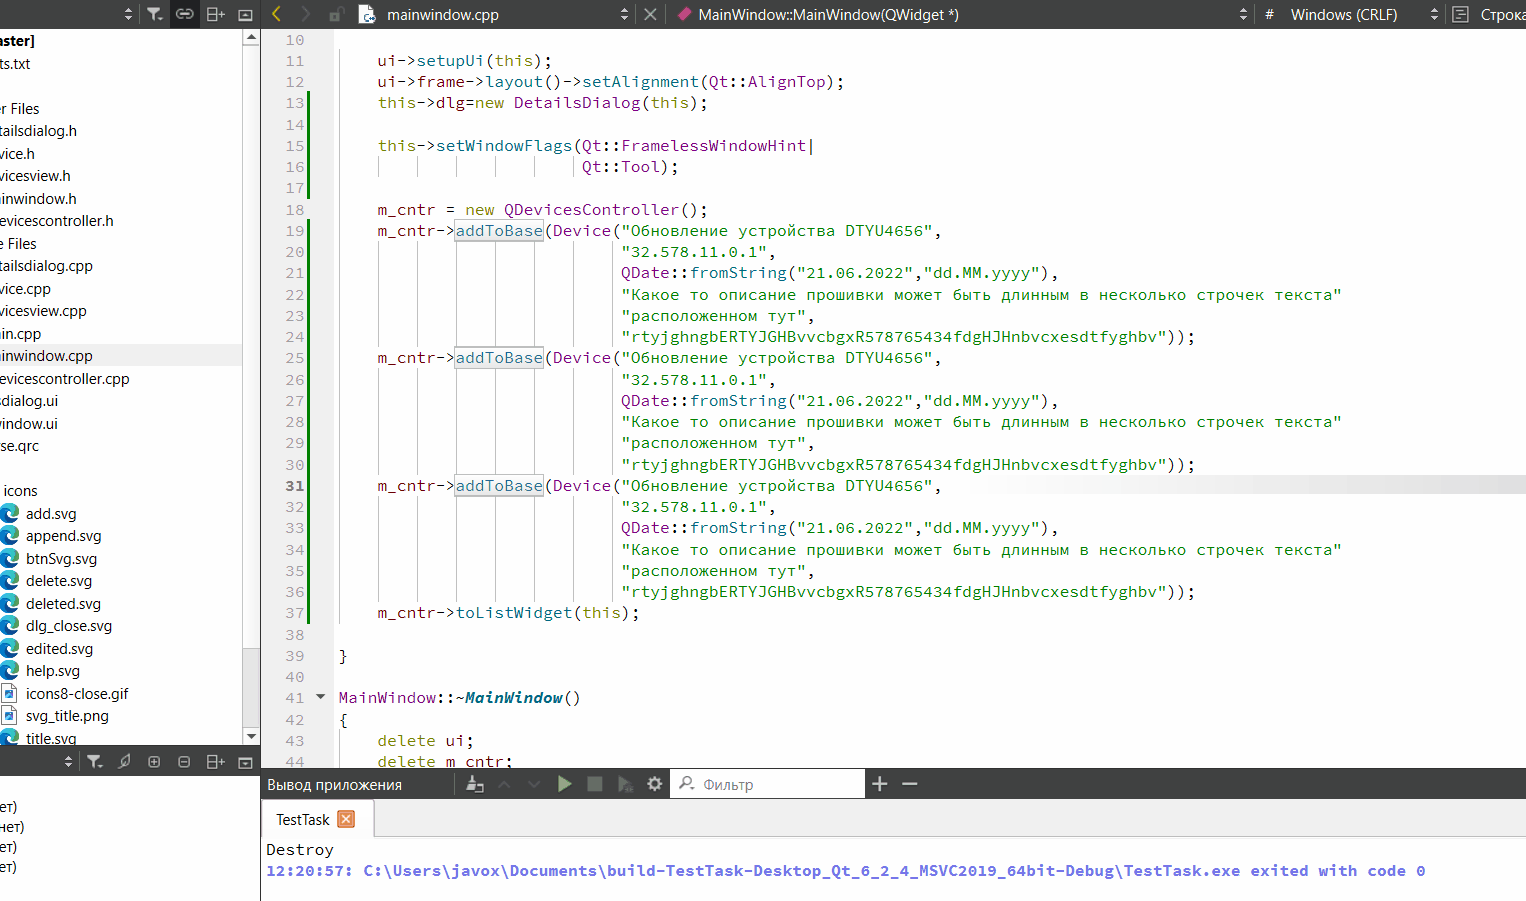 mainwindow.cpp
MainWindow::MainWindow(QWidget *)
# Windows (CRLF)
Строка
aster]
ts.txt
r Files
tailsdialog.h
vice.h
vicesview.h
inwindow.h
evicescontroller.h
e Files
tailsdialog.cpp
vice.cpp
vicesview.cpp
in.cpp
inwindow.cpp
evicescontroller.cpp
sdialog.ui
window.ui
rse.qrc
icons
add.svg
append.svg
btnSvg.svg
delete.svg
deleted.svg
dlg_close.svg
edited.svg
help.svg
icons8-close.gif
svg_title.png
title.svg
ет)
нет)
ет)
ет)
10
11 ui->setupUi(this);
12 ui->frame->layout()->setAlignment(Qt::AlignTop);
13 this->dlg=new DetailsDialog(this);
14
15 this->setWindowFlags(Qt::FramelessWindowHint|
16 Qt::Tool);
17
18 m_cntr = new QDevicesController();
19 m_cntr->addToBase(Device("Обновление устройства DTYU4656",
20 "32.578.11.0.1",
21 QDate::fromString("21.06.2022","dd.MM.yyyy"),
22 "Какое то описание прошивки может быть длинным в несколько строчек текста"
23 "расположенном тут",
24 "rtyjghngbERTYJGHBvvcbgxR578765434fdgHJHnbvcxesdtfyghbv"));
25 m_cntr->addToBase(Device("Обновление устройства DTYU4656",
26 "32.578.11.0.1",
27 QDate::fromString("21.06.2022","dd.MM.yyyy"),
28 "Какое то описание прошивки может быть длинным в несколько строчек текста"
29 "расположенном тут",
30 "rtyjghngbERTYJGHBvvcbgxR578765434fdgHJHnbvcxesdtfyghbv"));
31 m_cntr->addToBase(Device("Обновление устройства DTYU4656",
32 "32.578.11.0.1",
33 QDate::fromString("21.06.2022","dd.MM.yyyy"),
34 "Какое то описание прошивки может быть длинным в несколько строчек текста"
35 "расположенном тут",
36 "rtyjghngbERTYJGHBvvcbgxR578765434fdgHJHnbvcxesdtfyghbv"));
37 m_cntr->toListWidget(this);
38
39 }
40
41 MainWindow::~MainWindow()
42 {
43 delete ui;
44 delete m_cntr;
Вывод приложения
Фильтр
TestTask
Destroy
12:20:57: C:\Users\javox\Documents\build-TestTask-Desktop_Qt_6_2_4_MSVC2019_64bit-Debug\TestTask.exe exited with code 0